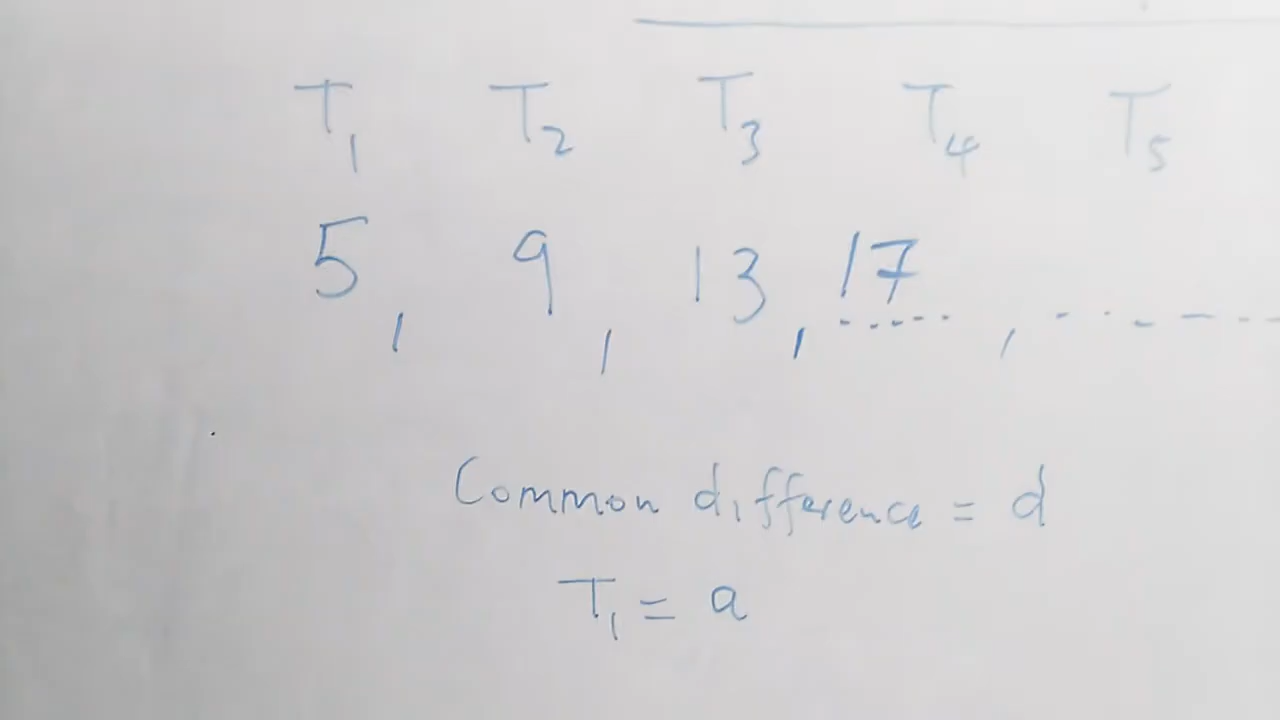 T1 T2 T3 T4 T5
5, 9, 13, 17, - - - - -
Common difference = d
T1 = a